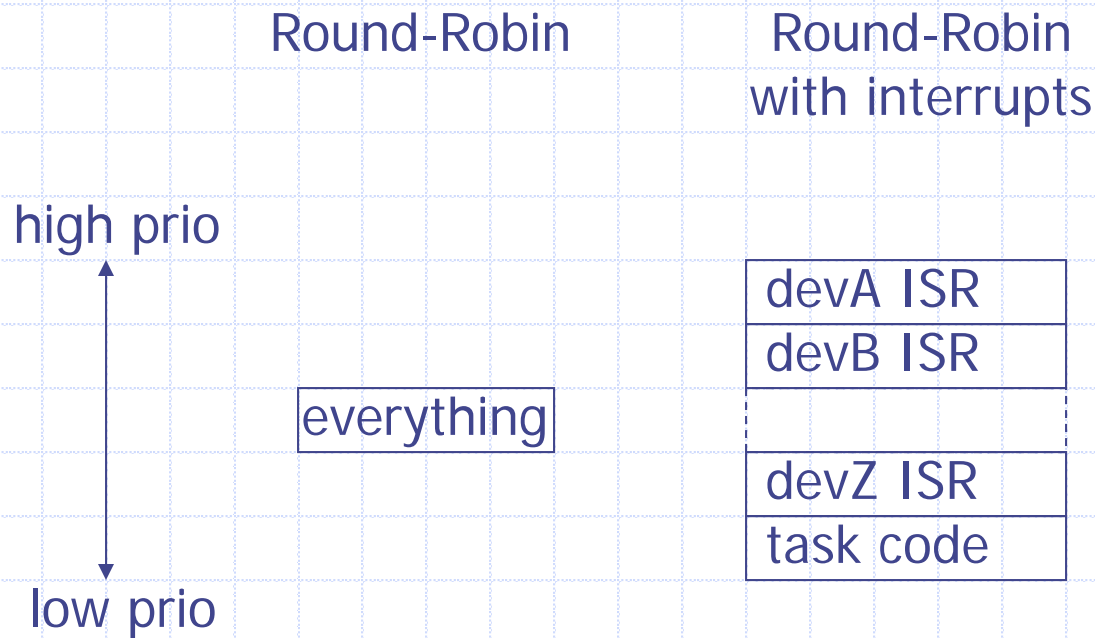 Round-Robin
Round-Robin
with interrupts
high prio
devA ISR
devB ISR
everything
devZ ISR
task code
low prio